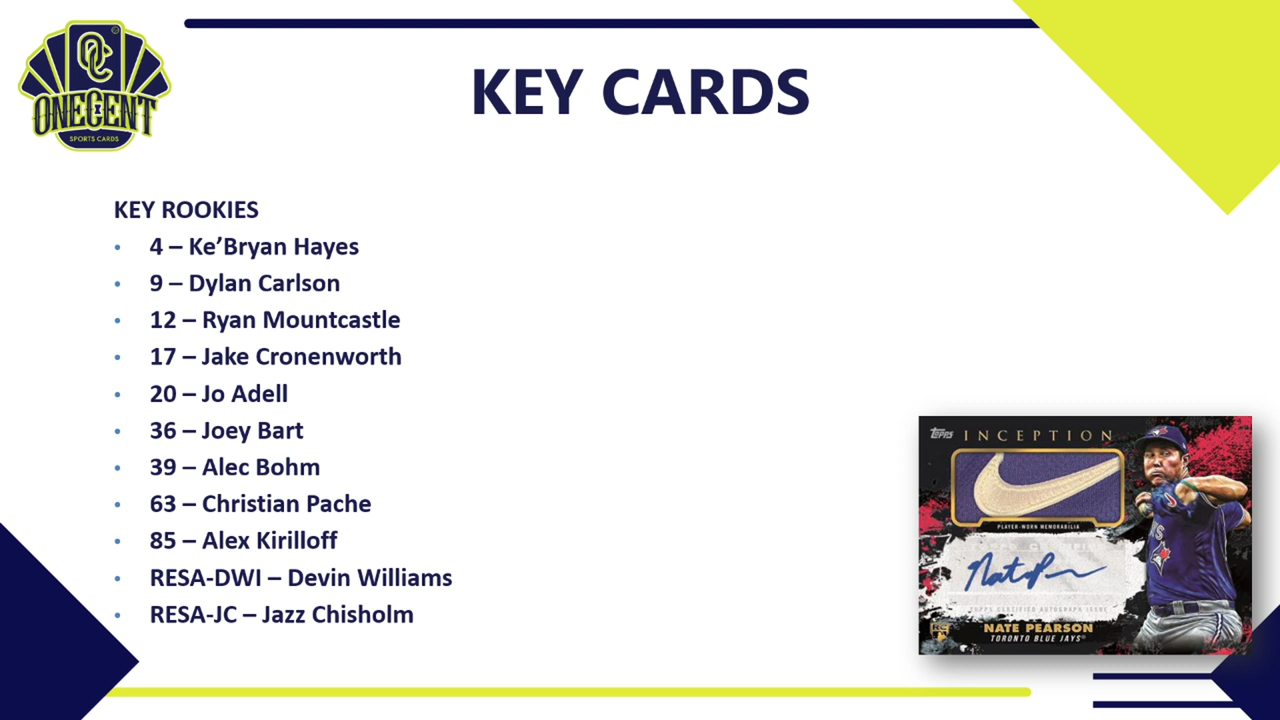 OC
ONECENT
SPORTS CARDS
KEY CARDS
KEY ROOKIES
• 4 – Ke’Bryan Hayes
• 9 – Dylan Carlson
• 12 – Ryan Mountcastle
• 17 – Jake Cronenworth
• 20 – Jo Adell
• 36 – Joey Bart
• 39 – Alec Bohm
• 63 – Christian Pache
• 85 – Alex Kirilloff
• RESA-DWI – Devin Williams
• RESA-JC – Jazz Chisholm
Topps INCEPTION
PLAYER-WORN MEMORABILIA
TOPPS CERTIFIED AUTOGRAPH ISSUE
RC
NATE PEARSON
TORONTO BLUE JAYS